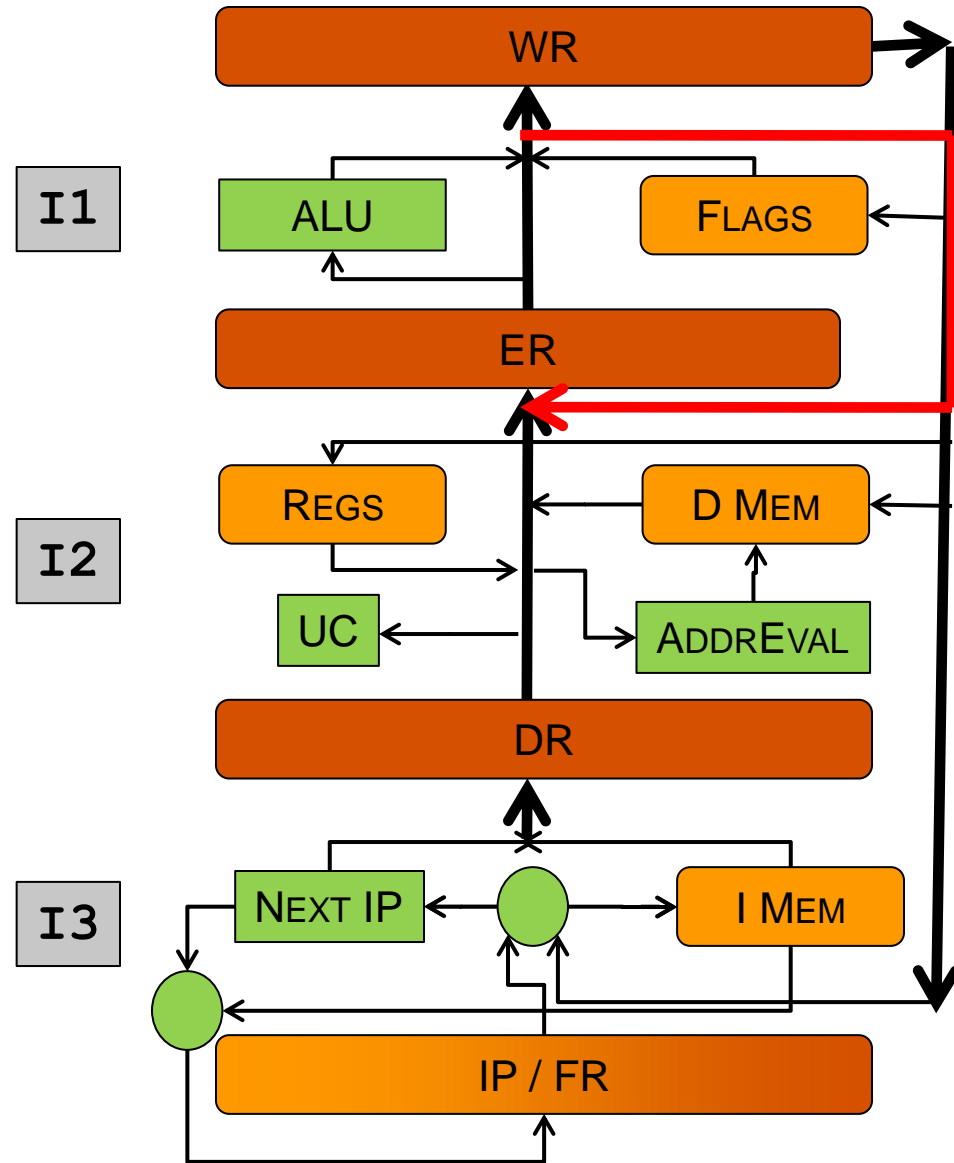 WR
I1
ALU
FLAGS
ER
REGS
D MEM
I2
UC
ADDREVAL
DR
I3
NEXT IP
I MEM
IP / FR